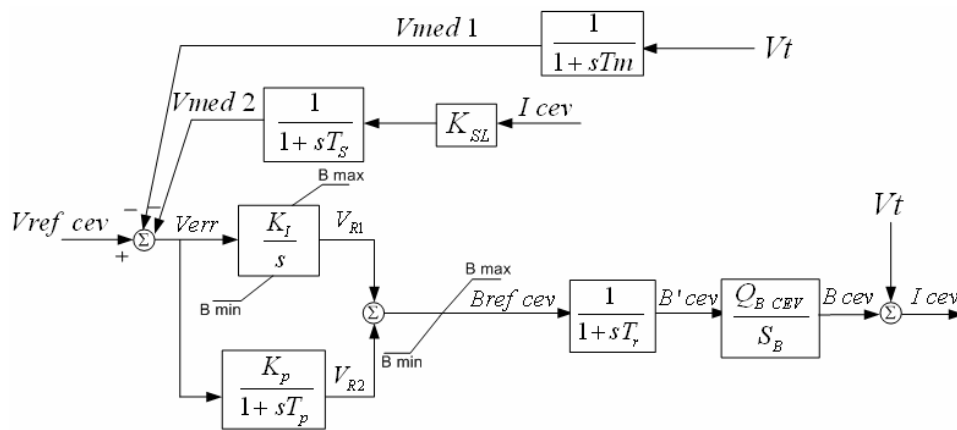 Vmed 1
1
1 + sTm
Vt
Vmed 2
1
1 + sT_S
K_SL
I cev
B max
Vref cev
+
−
−
Σ
Verr
K_I
s
V_R1
B min
Vt
B max
Σ
Bref cev
B min
1
1 + sT_r
B' cev
Q_B CEV
S_B
B cev
Σ
I cev
K_p
1 + sT_p
V_R2